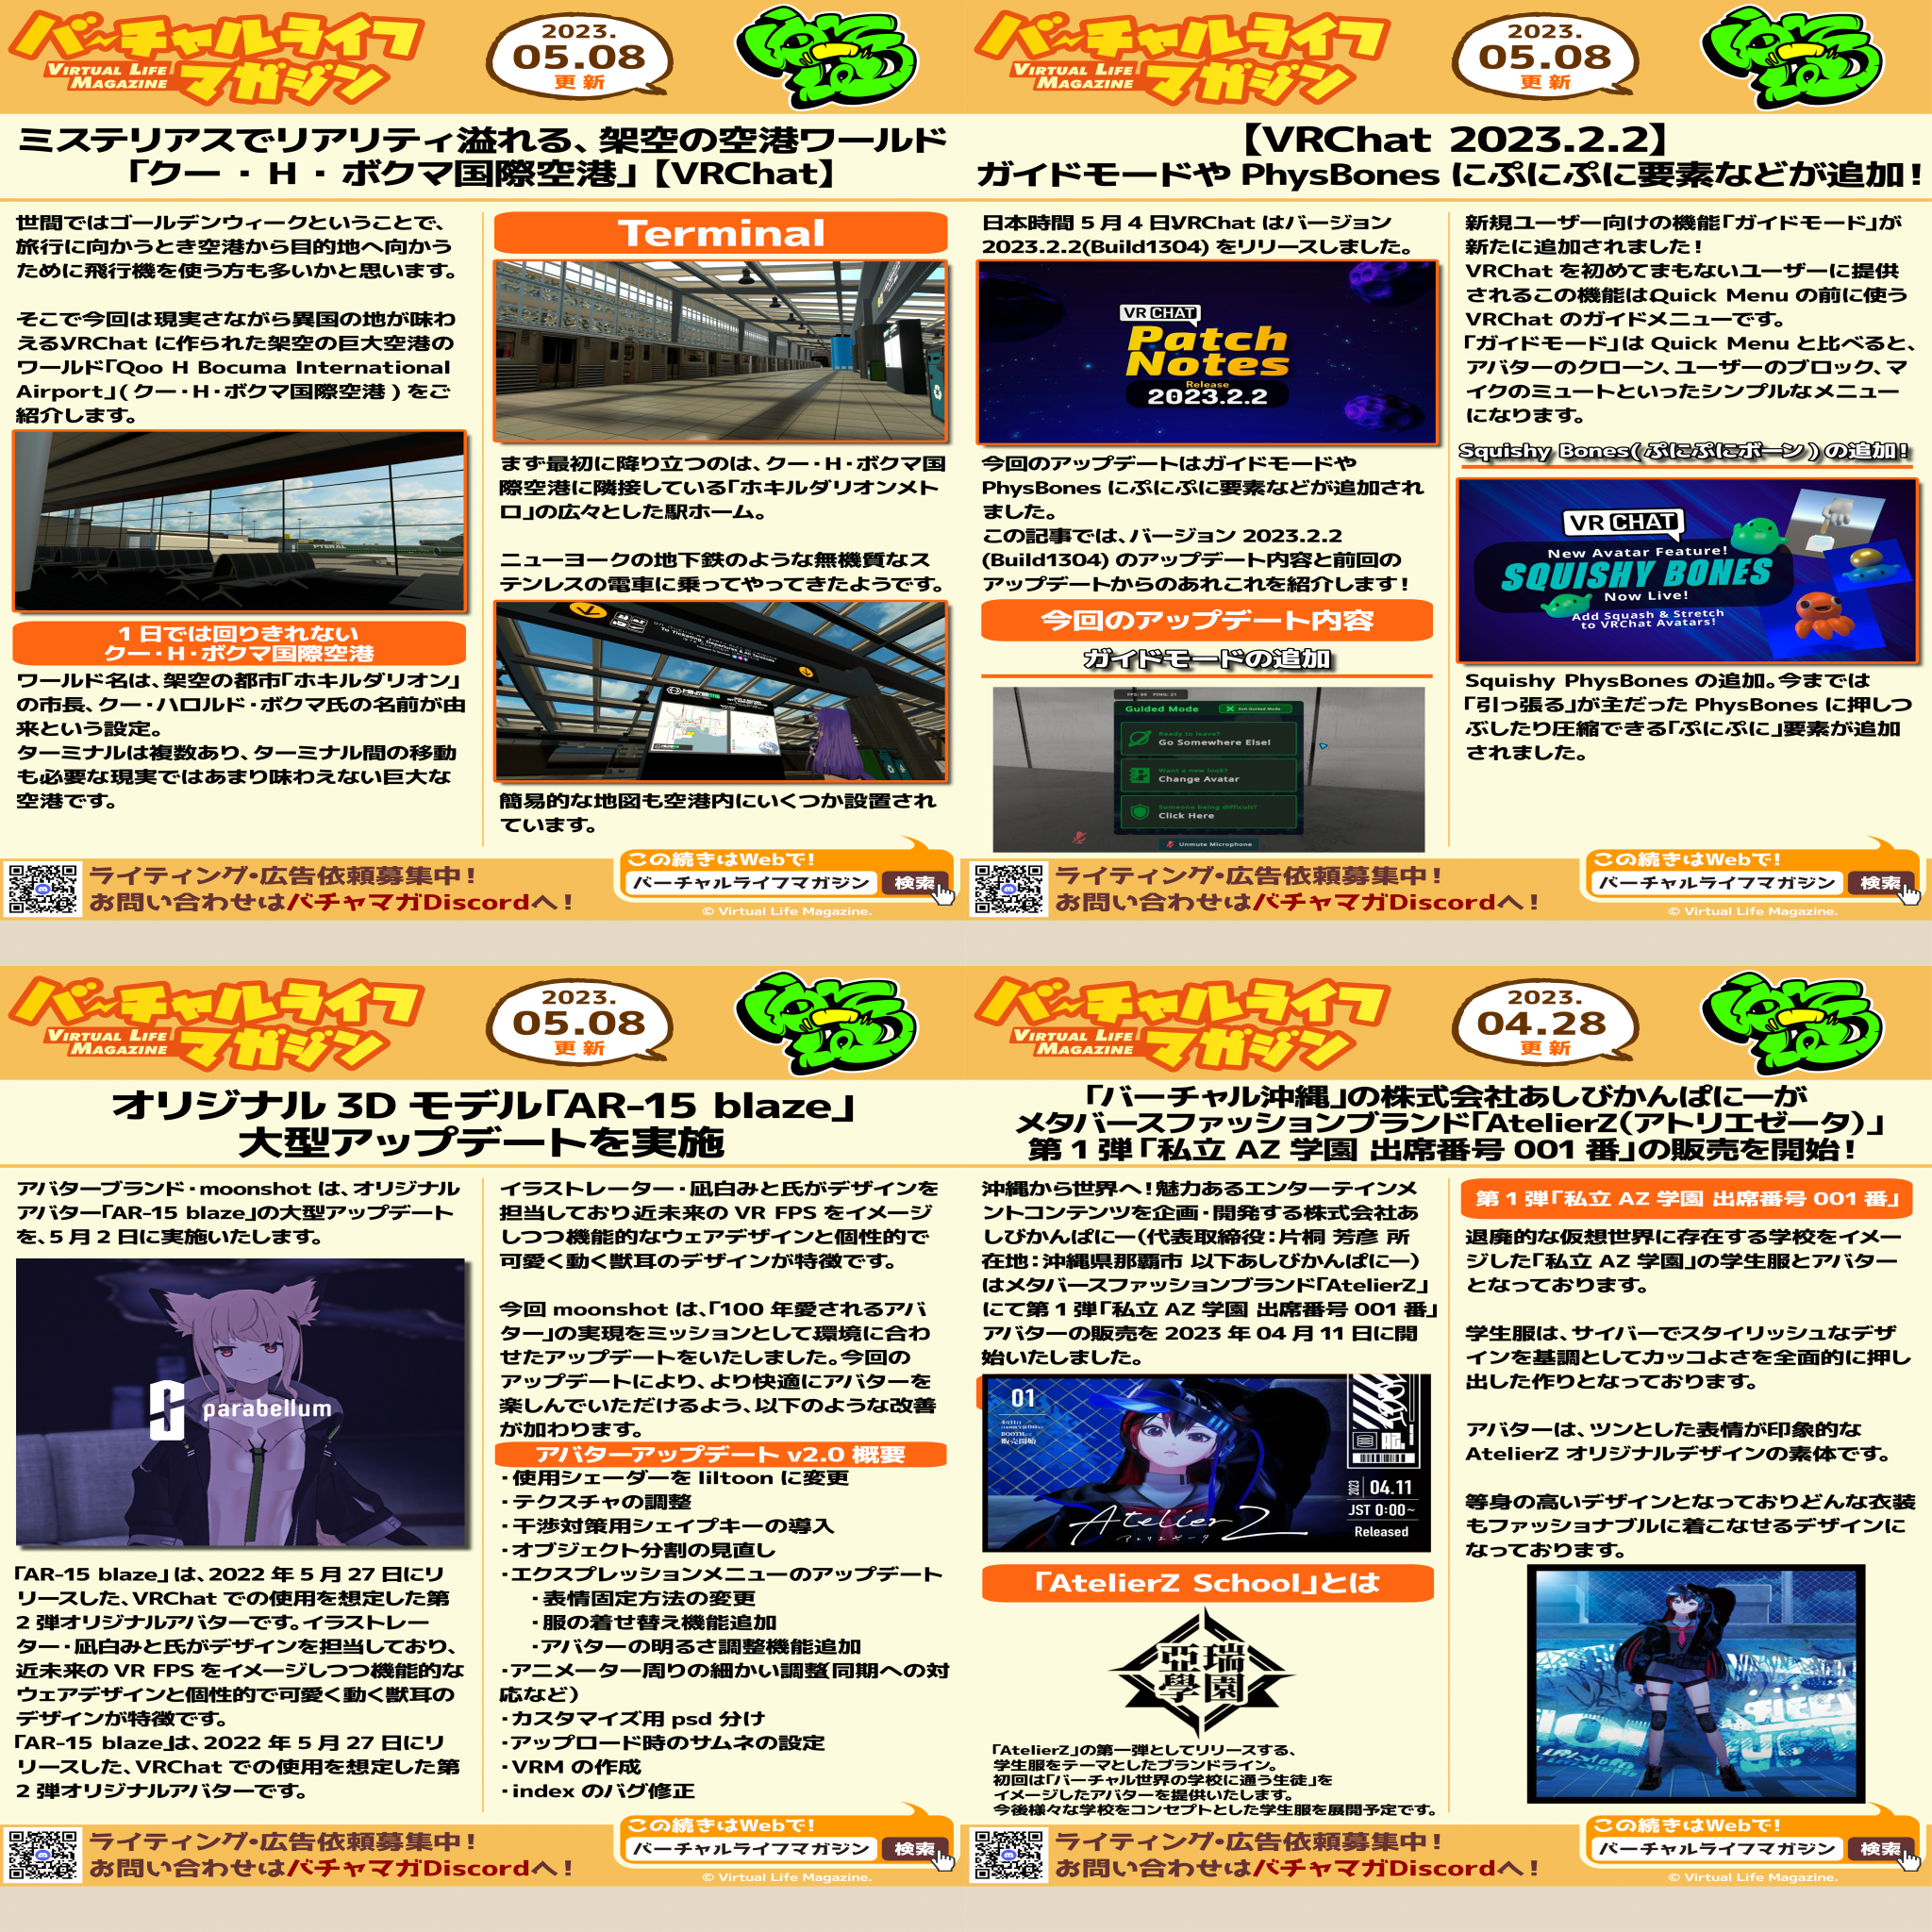 バーチャルライフ
マガジン
VIRTUAL LIFE
MAGAZINE
2023.
05.08
更新
ミステリアスでリアリティ溢れる、架空の空港ワールド
「クー・H・ボクマ国際空港」【VRChat】
世間ではゴールデンウィークということで、
旅行に向かうとき空港から目的地へ向かう
ために飛行機を使う方も多いかと思います。
そこで今回は現実さながら異国の地が味わ
えるVRChat に作られた架空の巨大空港の
ワールド「Qoo H Bocuma International
Airport」( クー・H・ボクマ国際空港 ) をご
紹介します。
1日では回りきれない
クー・H・ボクマ国際空港
ワールド名は、架空の都市「ホキルダリオン」
の市長、クー・ハロルド・ボクマ氏の名前が由
来という設定。
ターミナルは複数あり、ターミナル間の移動
も必要な現実ではあまり味わえない巨大な
空港です。
Terminal
まず最初に降り立つのは、クー・H・ボクマ国
際空港に隣接している「ホキルダリオンメト
ロ」の広々とした駅ホーム。
ニューヨークの地下鉄のような無機質なス
テンレスの電車に乗ってやってきたようです。
簡易的な地図も空港内にいくつか設置され
ています。
ライティング・広告依頼募集中!
お問い合わせはバチャマガDiscordへ!
この続きはWebで!
バーチャルライフマガジン 検索
© Virtual Life Magazine.
バーチャルライフ
マガジン
VIRTUAL LIFE
MAGAZINE
2023.
05.08
更新
【VRChat 2023.2.2】
ガイドモードや PhysBones にぷにぷに要素などが追加!
日本時間 5 月 4 日、VRChat はバージョン
2023.2.2(Build1304) をリリースしました。
VR CHAT
Patch
Notes
Release
2023.2.2
今回のアップデートはガイドモードや
PhysBones にぷにぷに要素などが追加され
ました。
この記事では、バージョン 2023.2.2
(Build1304) のアップデート内容と前回の
アップデートからのあれこれを紹介します!
今回のアップデート内容
ガイドモードの追加
Guided Mode
Exit Guided Mode
Ready to leave?
Go Somewhere Else!
Want a new look?
Change Avatar
Someone being difficult?
Click Here
Unmute Microphone
新規ユーザー向けの機能「ガイドモード」が
新たに追加されました!
VRChat を初めてまもないユーザーに提供
されるこの機能は、Quick Menu の前に使う
VRChat のガイドメニューです。
「ガイドモード」は Quick Menu と比べると、
アバターのクローン、ユーザーのブロック、マ
イクのミュートといったシンプルなメニュー
になります。
Squishy Bones(ぷにぷにボーン)の追加!
VR CHAT
New Avatar Feature!
SQUISHY BONES
Now Live!
Add Squash & Stretch
to VRChat Avatars!
Squishy PhysBones の追加。今までは
「引っ張る」が主だった PhysBones に押しつ
ぶしたり圧縮できる「ぷにぷに」要素が追加
されました。
ライティング・広告依頼募集中!
お問い合わせはバチャマガDiscordへ!
この続きはWebで!
バーチャルライフマガジン 検索
© Virtual Life Magazine.
バーチャルライフ
マガジン
VIRTUAL LIFE
MAGAZINE
2023.
05.08
更新
オリジナル 3D モデル「AR-15 blaze」
大型アップデートを実施
アバターブランド・moonshot は、オリジナル
アバター「AR-15 blaze」の大型アップデート
を、5 月 2 日に実施いたします。
parabellum
「AR-15 blaze」は、2022 年 5 月 27 日にリ
リースした、VRChat での使用を想定した第
2 弾オリジナルアバターです。イラストレー
ター・凪白みと氏がデザインを担当しており、
近未来の VR FPS をイメージしつつ機能的な
ウェアデザインと個性的で可愛く動く獣耳の
デザインが特徴です。
「AR-15 blaze」は、2022 年 5 月 27 日にリ
リースした、VRChat での使用を想定した第
2 弾オリジナルアバターです。
イラストレーター・凪白みと氏がデザインを
担当しており、近未来の VR FPS をイメージ
しつつ機能的なウェアデザインと個性的で
可愛く動く獣耳のデザインが特徴です。
今回 moonshot は、「100 年愛されるアバ
ター」の実現をミッションとして環境に合わ
せたアップデートをいたしました。今回の
アップデートにより、より快適にアバターを
楽しんでいただけるよう、以下のような改善
が加わります。
アバターアップデート v2.0 概要
・使用シェーダーを liltoon に変更
・テクスチャの調整
・干渉対策用シェイプキーの導入
・オブジェクト分割の見直し
・エクスプレッションメニューのアップデート
・表情固定方法の変更
・服の着せ替え機能追加
・アバターの明るさ調整機能追加
・アニメーター周りの細かい調整(同期への対
応など)
・カスタマイズ用 psd 分け
・アップロード時のサムネの設定
・VRM の作成
・index のバグ修正
ライティング・広告依頼募集中!
お問い合わせはバチャマガDiscordへ!
この続きはWebで!
バーチャルライフマガジン 検索
© Virtual Life Magazine.
バーチャルライフ
マガジン
VIRTUAL LIFE
MAGAZINE
2023.
04.28
更新
「バーチャル沖縄」の株式会社あしびかんぱにーが
メタバースファッションブランド「AtelierZ(アトリエゼータ)」
第 1 弾「私立 AZ 学園 出席番号 001 番」の販売を開始!
沖縄から世界へ!魅力あるエンターテインメ
ントコンテンツを企画・開発する株式会社あ
しびかんぱにー(代表取締役:片桐 芳彦 所
在地:沖縄県那覇市 以下あしびかんぱにー)
はメタバースファッションブランド「AtelierZ」
にて第 1 弾「私立 AZ 学園 出席番号 001 番」
アバターの販売を 2023 年 04 月 11 日に開
始いたしました。
01
AtelierZ
アトリエゼータ
2023
04.11
JST 0:00~
Released
「AtelierZ School」とは
亞瑞
學園
「AtelierZ」の第一弾としてリリースする、
学生服をテーマとしたブランドライン。
初回は「バーチャル世界の学校に通う生徒」を
イメージしたアバターを提供いたします。
今後様々な学校をコンセプトとした学生服を展開予定です。
第 1 弾「私立 AZ 学園 出席番号 001 番」
退廃的な仮想世界に存在する学校をイメー
ジした「私立 AZ 学園」の学生服とアバター
となっております。
学生服は、サイバーでスタイリッシュなデザ
インを基調としてカッコよさを全面的に押し
出した作りとなっております。
アバターは、ツンとした表情が印象的な
AtelierZ オリジナルデザインの素体です。
等身の高いデザインとなっておりどんな衣装
もファッショナブルに着こなせるデザインに
なっております。
ライティング・広告依頼募集中!
お問い合わせはバチャマガDiscordへ!
この続きはWebで!
バーチャルライフマガジン 検索
© Virtual Life Magazine.